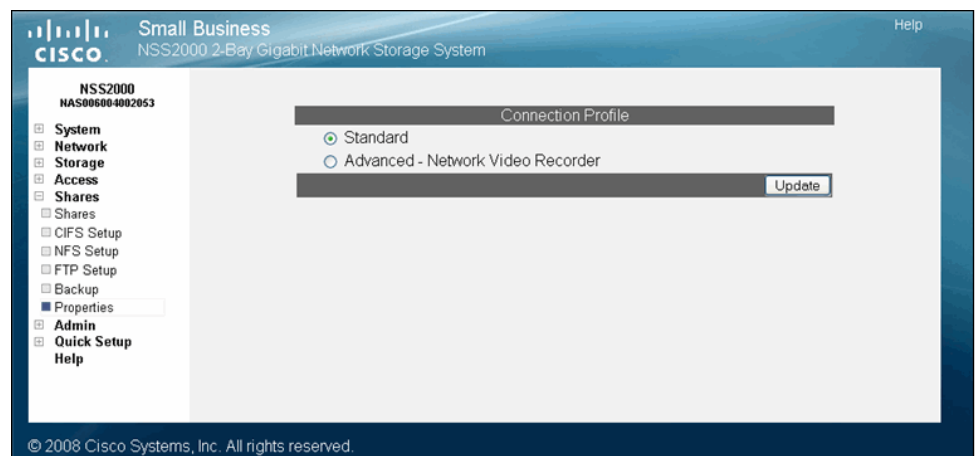 Small Business
Help
CISCO
NSS2000 2-Bay Gigabit Network Storage System
NSS2000
NAS006004002053
System
Network
Storage
Access
Shares
Shares
CIFS Setup
NFS Setup
FTP Setup
Backup
Properties
Admin
Quick Setup
Help
Connection Profile
Standard
Advanced - Network Video Recorder
Update
© 2008 Cisco Systems, Inc. All rights reserved.